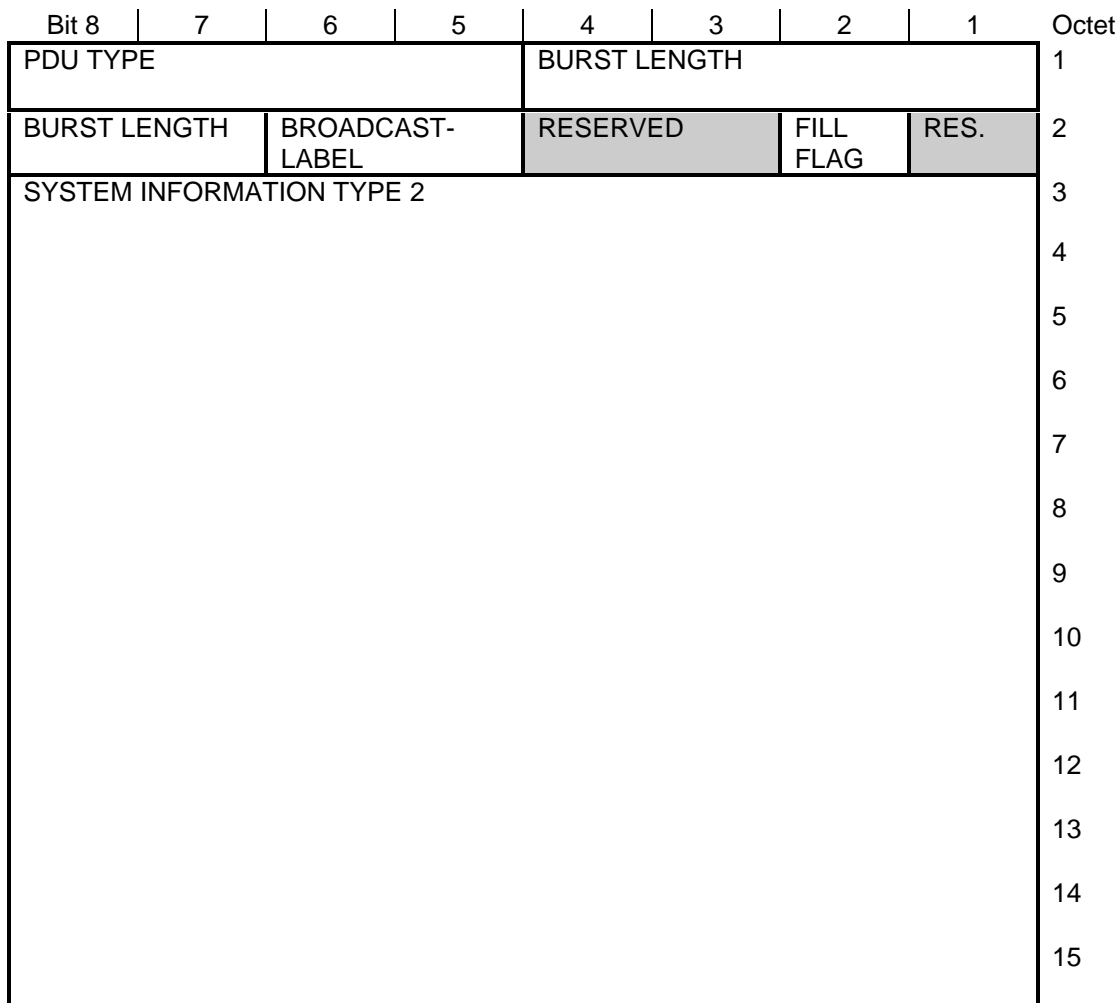 Bit 8 7 6 5 4 3 2 1 Octet
PDU TYPE BURST LENGTH 1
BURST LENGTH BROADCAST- RESERVED FILL RES. 2
LABEL FLAG
SYSTEM INFORMATION TYPE 2 3
4
5
6
7
8
9
10
11
12
13
14
15